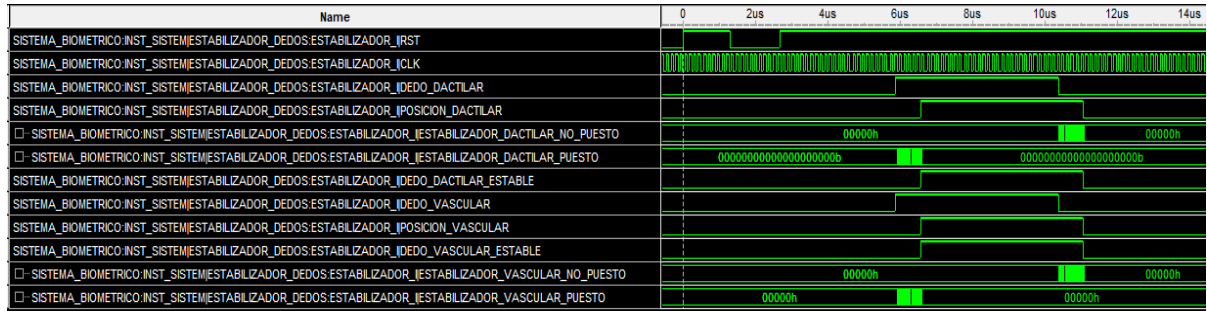 Name 0 2us 4us 6us 8us 10us 12us 14us
SISTEMA_BIOMETRICO:INST_SISTEM|ESTABILIZADOR_DEDOS:ESTABILIZADOR_I|RST
SISTEMA_BIOMETRICO:INST_SISTEM|ESTABILIZADOR_DEDOS:ESTABILIZADOR_I|CLK
SISTEMA_BIOMETRICO:INST_SISTEM|ESTABILIZADOR_DEDOS:ESTABILIZADOR_I|DEDO_DACTILAR
SISTEMA_BIOMETRICO:INST_SISTEM|ESTABILIZADOR_DEDOS:ESTABILIZADOR_I|POSICION_DACTILAR
SISTEMA_BIOMETRICO:INST_SISTEM|ESTABILIZADOR_DEDOS:ESTABILIZADOR_I|ESTABILIZADOR_DACTILAR_NO_PUESTO 00000h 00000h
SISTEMA_BIOMETRICO:INST_SISTEM|ESTABILIZADOR_DEDOS:ESTABILIZADOR_I|ESTABILIZADOR_DACTILAR_PUESTO 00000000000000000000b 00000000000000000000b
SISTEMA_BIOMETRICO:INST_SISTEM|ESTABILIZADOR_DEDOS:ESTABILIZADOR_I|DEDO_DACTILAR_ESTABLE
SISTEMA_BIOMETRICO:INST_SISTEM|ESTABILIZADOR_DEDOS:ESTABILIZADOR_I|DEDO_VASCULAR
SISTEMA_BIOMETRICO:INST_SISTEM|ESTABILIZADOR_DEDOS:ESTABILIZADOR_I|POSICION_VASCULAR
SISTEMA_BIOMETRICO:INST_SISTEM|ESTABILIZADOR_DEDOS:ESTABILIZADOR_I|DEDO_VASCULAR_ESTABLE
SISTEMA_BIOMETRICO:INST_SISTEM|ESTABILIZADOR_DEDOS:ESTABILIZADOR_I|ESTABILIZADOR_VASCULAR_NO_PUESTO 00000h 00000h
SISTEMA_BIOMETRICO:INST_SISTEM|ESTABILIZADOR_DEDOS:ESTABILIZADOR_I|ESTABILIZADOR_VASCULAR_PUESTO 00000h 00000h